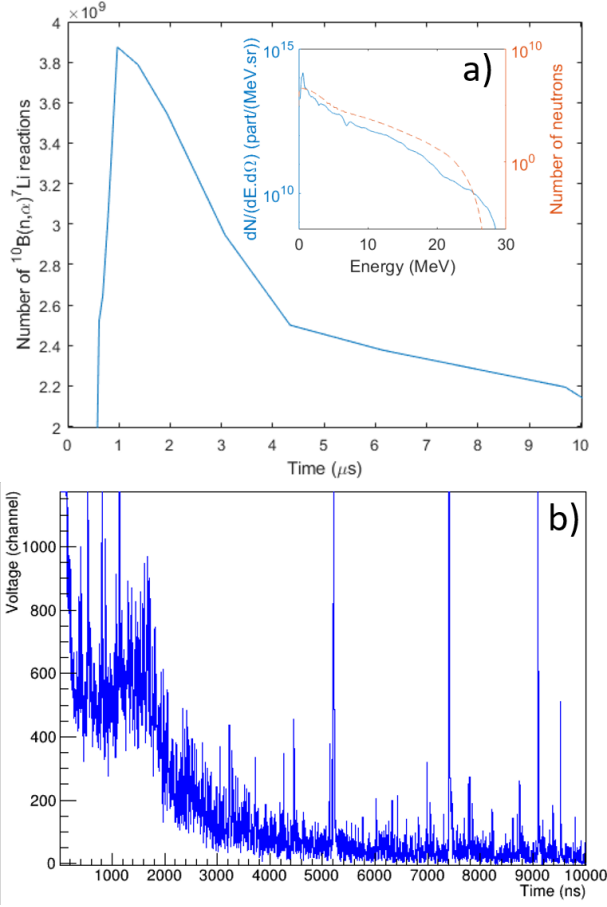 × 10⁹
4
3.8
3.6
3.4
3.2
3
2.8
2.6
2.4
2.2
2
Number of ¹⁰B(n,α)⁷Li reactions
0 1 2 3 4 5 6 7 8 9 10
Time (μs)
a)
10¹⁵
10¹⁰
dN/(dE.dΩ) (part/(MeV.sr))
10¹⁰
10⁰
Number of neutrons
0 10 20 30
Energy (MeV)
b)
Voltage (channel)
1000
800
600
400
200
0
1000 2000 3000 4000 5000 6000 7000 8000 9000 10000
Time (ns)